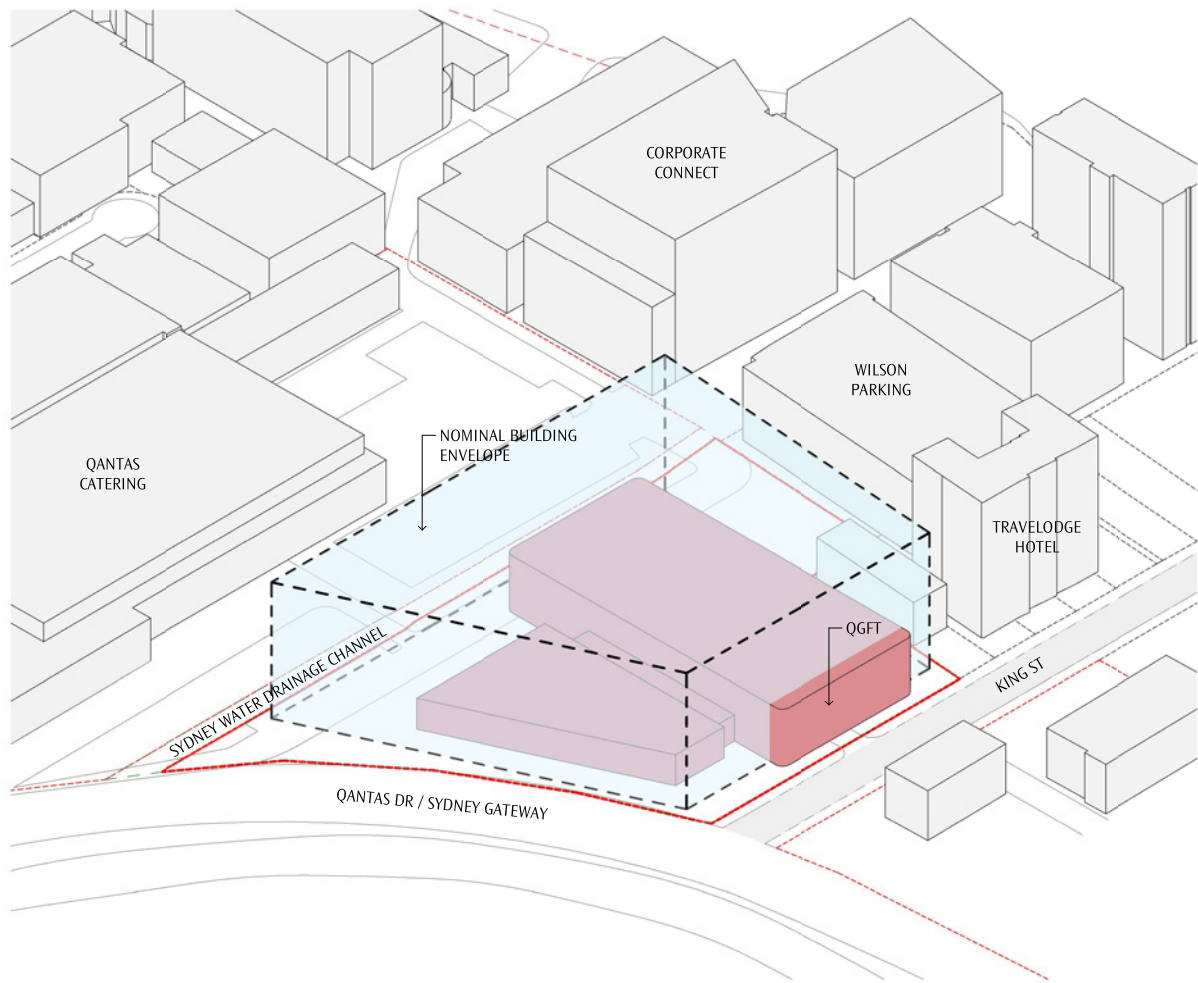 CORPORATE
CONNECT
WILSON
PARKING
NOMINAL BUILDING
ENVELOPE
QANTAS
CATERING
TRAVELODGE
HOTEL
QGFT
SYDNEY WATER DRAINAGE CHANNEL
KING ST
QANTAS DR / SYDNEY GATEWAY